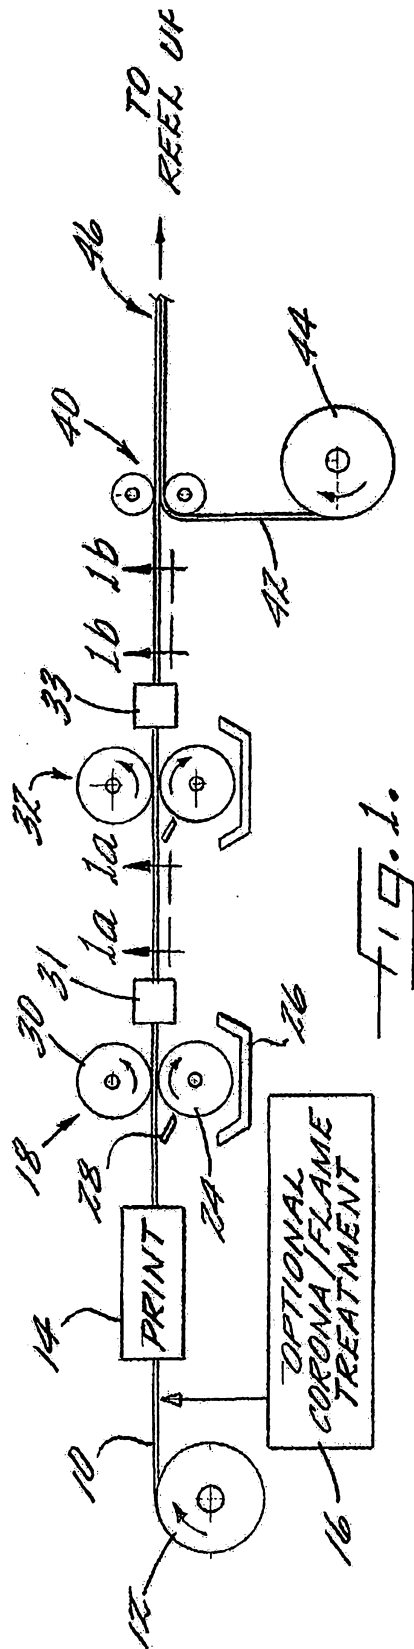 12
10
14
PRINT
16
OPTIONAL
CORONA/FLAME
TREATMENT
18
28
30
24
26
31
1a 1a
32
33
1b 1b
40
42
44
46
TO
REEL UP
Fig. 1.